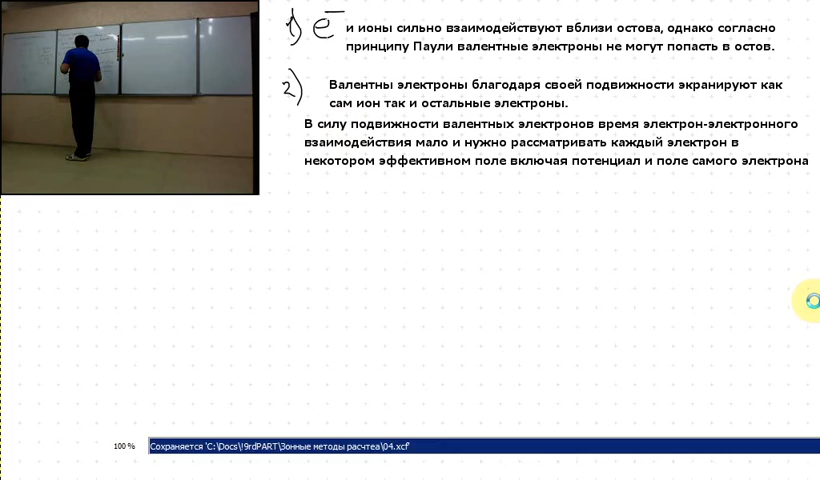 1) e⁻ и ионы сильно взаимодействуют вблизи остова, однако согласно
принципу Паули валентные электроны не могут попасть в остов.
2) Валентны электроны благодаря своей подвижности экранируют как
сам ион так и остальные электроны.
В силу подвижности валентных электронов время электрон-электронного
взаимодействия мало и нужно рассматривать каждый электрон в
некотором эффективном поле включая потенциал и поле самого электрона
100 % Сохраняется 'C:\Docs\!9rdPART\Зонные методы расчтеа\04.xcf'